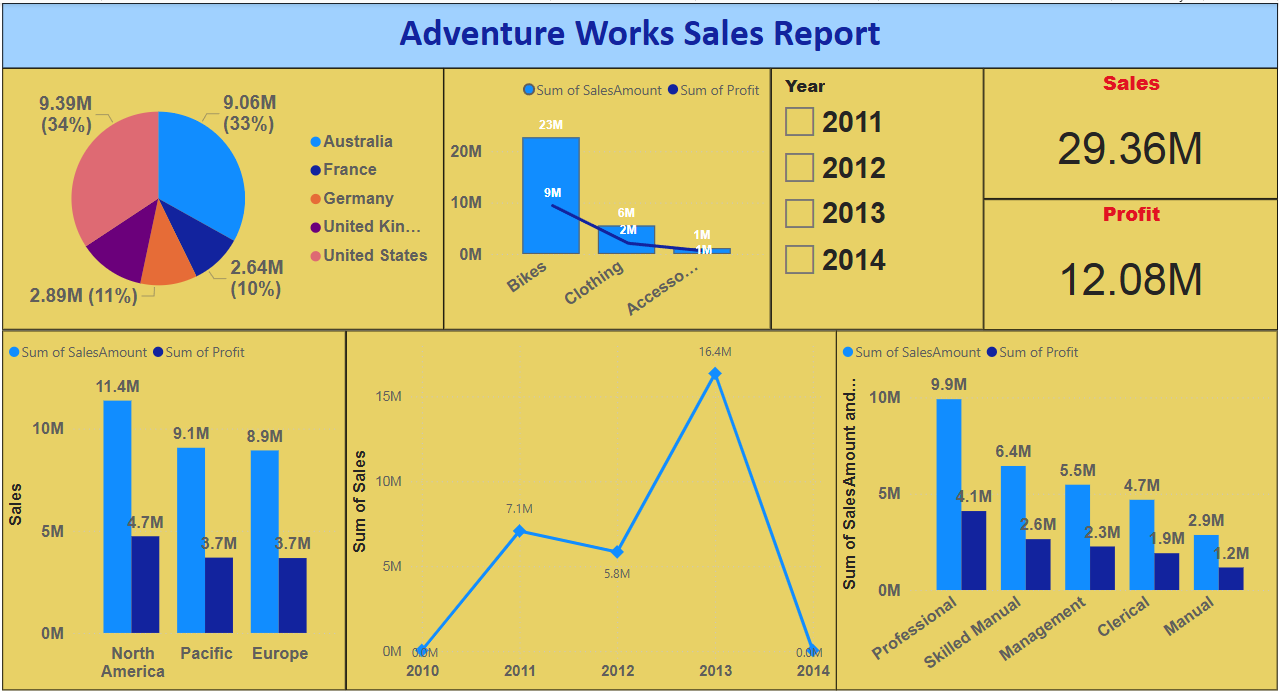 Adventure Works Sales Report
9.39M
(34%)
9.06M
(33%)
2.64M
(10%)
2.89M (11%)
Australia
France
Germany
United Kin...
United States
Sum of SalesAmount Sum of Profit
20M
10M
0M
23M
9M
6M
2M
1M
1M
Bikes
Clothing
Accesso...
Year
2011
2012
2013
2014
Sales
29.36M
Profit
12.08M
Sum of SalesAmount Sum of Profit
Sales
10M
5M
0M
11.4M
4.7M
9.1M
3.7M
8.9M
3.7M
North
America
Pacific
Europe
Sum of Sales
15M
10M
5M
0M
0.0M
7.1M
5.8M
16.4M
0.0M
2010 2011 2012 2013 2014
Sum of SalesAmount Sum of Profit
Sum of SalesAmount and...
10M
5M
0M
9.9M
4.1M
6.4M
2.6M
5.5M
2.3M
4.7M
1.9M
2.9M
1.2M
Professional
Skilled Manual
Management
Clerical
Manual